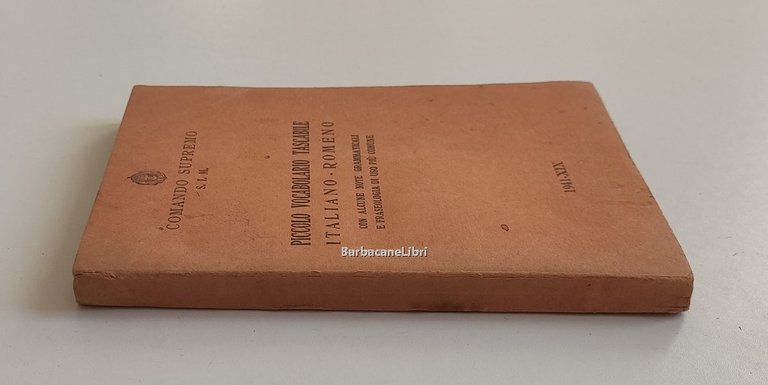 COMANDO SUPREMO
S. I. M.
PICCOLO VOCABOLARIO TASCABILE
ITALIANO - ROMENO
CON ALCUNE NOTE GRAMMATICALI
E FRASEOLOGIA DI USO PIÙ COMUNE
1941-XIX
BarbacaneLibri